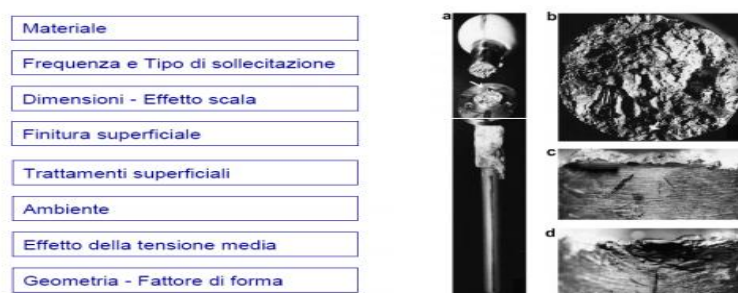 Materiale
Frequenza e Tipo di sollecitazione
Dimensioni - Effetto scala
Finitura superficiale
Trattamenti superficiali
Ambiente
Effetto della tensione media
Geometria - Fattore di forma
a
b
c
d